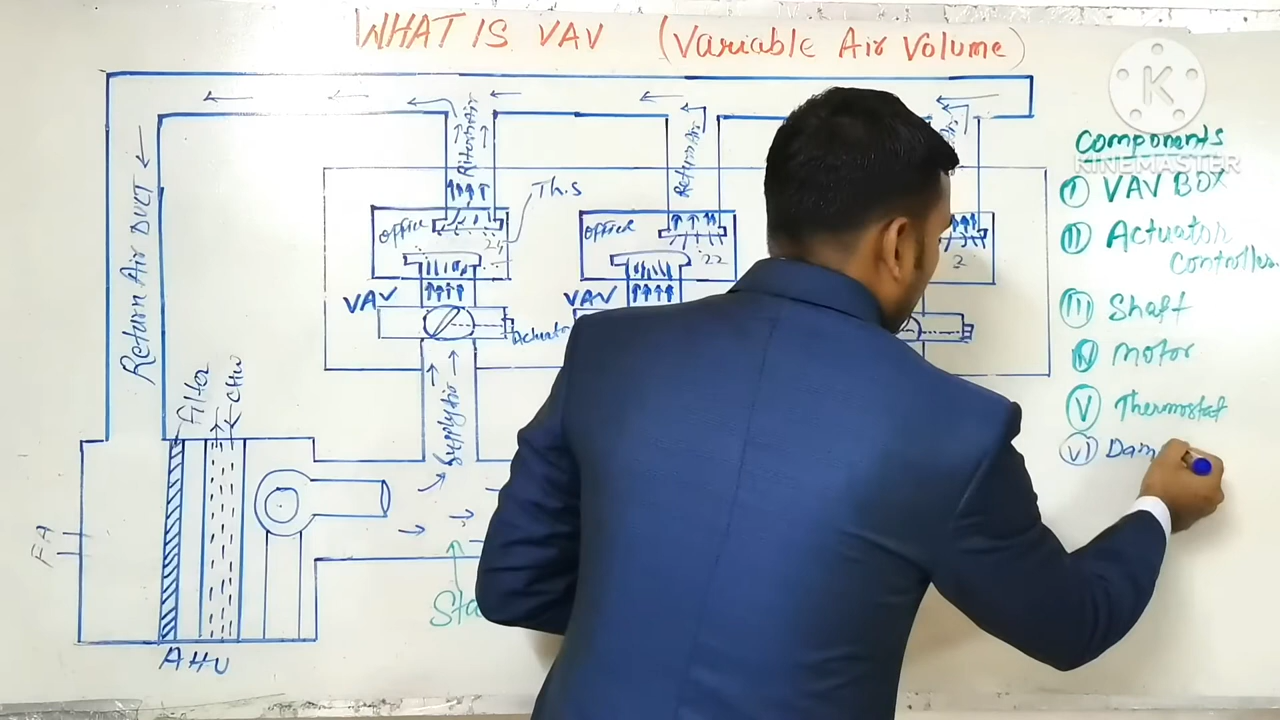 WHAT IS VAV (Variable Air Volume)
K
KINEMASTER
Components
I VAV BOX
II Actuator
Controller
III Shaft
IV motor
V Thermostat
VI Dam
Return Air DUCT
Return Air
Th.S
office
24
office
22
2
VAV
VAV
Actuator
Supply air
Filter
CHW
FA
AHU
Sta